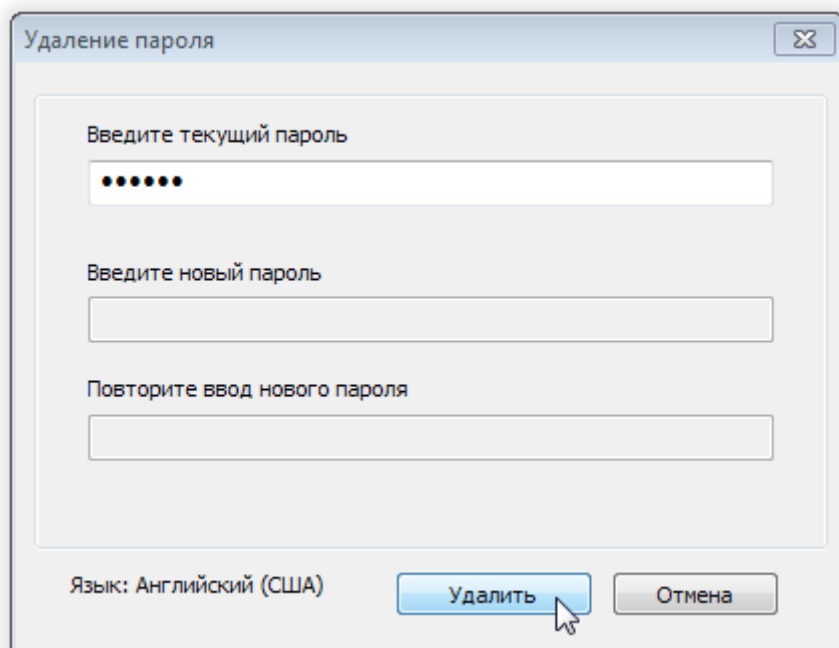 Удаление пароля
Введите текущий пароль
••••••
Введите новый пароль
Повторите ввод нового пароля
Язык: Английский (США)
Удалить
Отмена